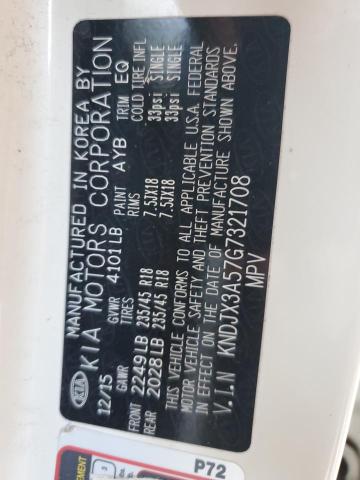 MANUFACTURED IN KOREA BY
KIA KIA MOTORS CORPORATION
12/15 GVWR 4101LB PAINT AYB TRIM EQ
GAWR TIRES RIMS COLD TIRE INFL
FRONT 2249LB 235/45 R18 7.5JX18 33psi SINGLE
REAR 2028LB 235/45 R18 7.5JX18 33psi SINGLE
THIS VEHICLE CONFORMS TO ALL APPLICABLE U.S.A. FEDERAL
MOTOR VEHICLE SAFETY AND THEFT PREVENTION STANDARDS
IN EFFECT ON THE DATE OF MANUFACTURE SHOWN ABOVE.
V.I.N KNDJX3A57G7321708
MPV
P72